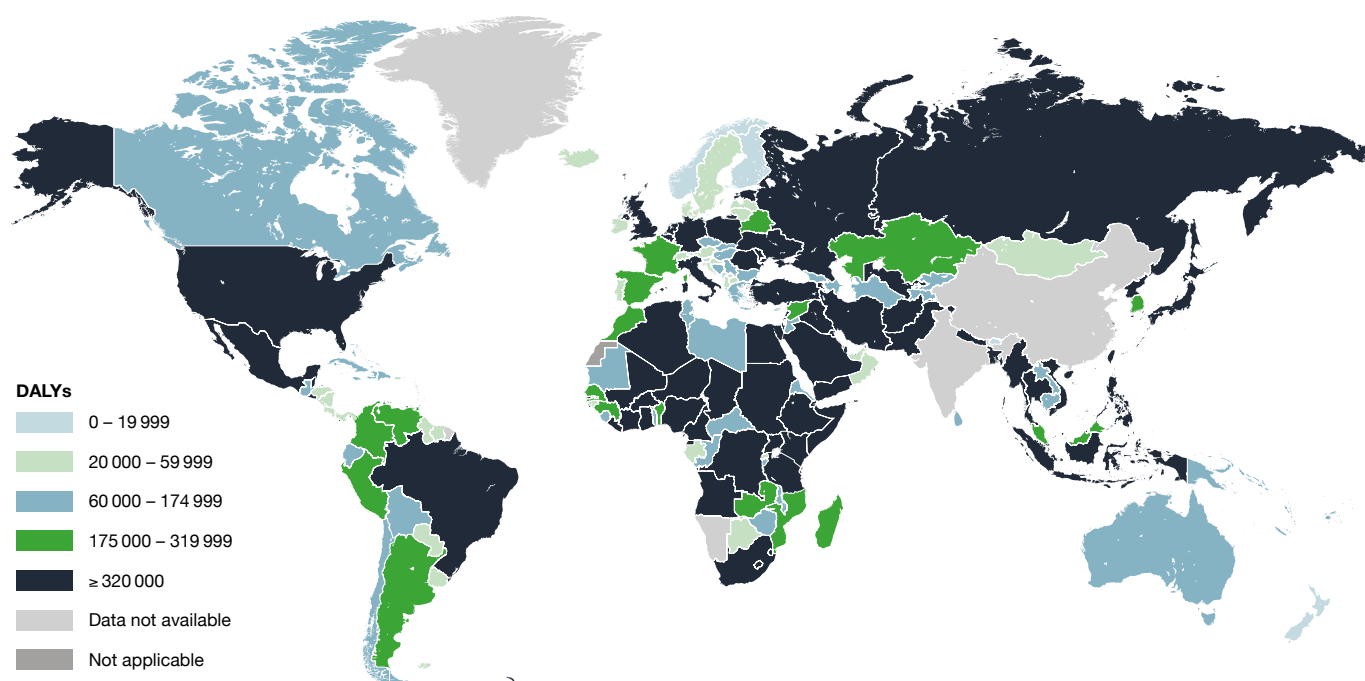 DALYs
0 – 19 999
20 000 – 59 999
60 000 – 174 999
175 000 – 319 999
≥ 320 000
Data not available
Not applicable